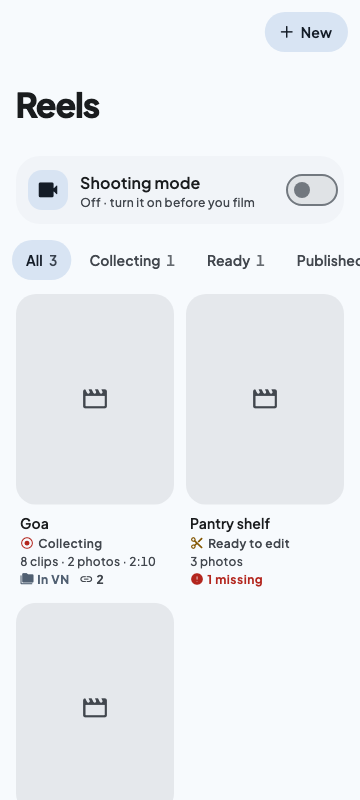 + New
Reels
Shooting mode
Off · turn it on before you film
All 3 Collecting 1 Ready 1 Published
Goa
Collecting
8 clips · 2 photos · 2:10
In VN 2
Pantry shelf
Ready to edit
3 photos
1 missing